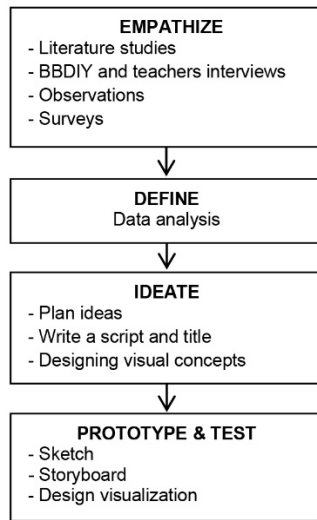 EMPATHIZE
- Literature studies
- BBDIY and teachers interviews
- Observations
- Surveys
DEFINE
Data analysis
IDEATE
- Plan ideas
- Write a script and title
- Designing visual concepts
PROTOTYPE & TEST
- Sketch
- Storyboard
- Design visualization